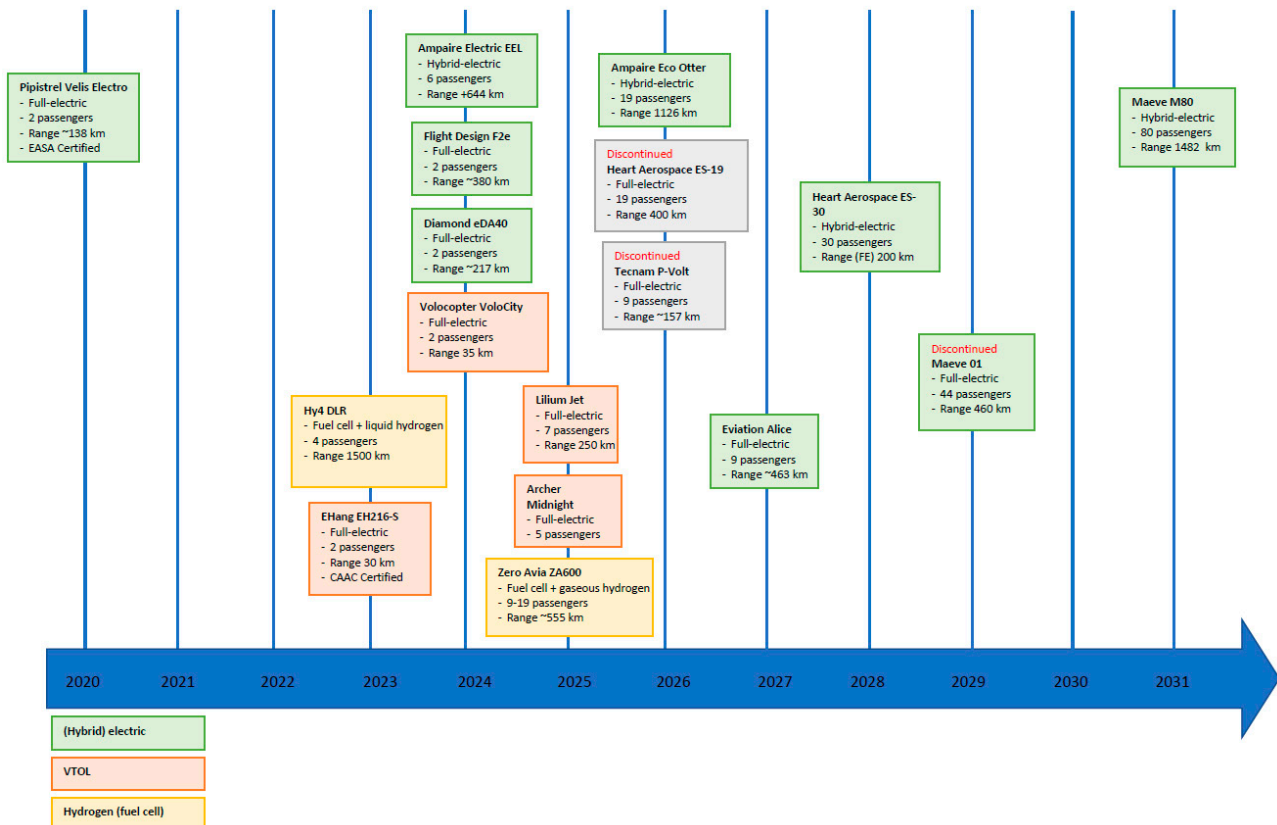 Pipistrel Velis Electro
- Full-electric
- 2 passengers
- Range ~138 km
- EASA Certified
Ampaire Electric EEL
- Hybrid-electric
- 6 passengers
- Range +644 km
Flight Design F2e
- Full-electric
- 2 passengers
- Range ~380 km
Diamond eDA40
- Full-electric
- 2 passengers
- Range ~217 km
Volocopter VoloCity
- Full-electric
- 2 passengers
- Range 35 km
Hy4 DLR
- Fuel cell + liquid hydrogen
- 4 passengers
- Range 1500 km
EHang EH216-S
- Full-electric
- 2 passengers
- Range 30 km
- CAAC Certified
Lilium Jet
- Full-electric
- 7 passengers
- Range 250 km
Archer
Midnight
- Full-electric
- 5 passengers
Zero Avia ZA600
- Fuel cell + gaseous hydrogen
- 9-19 passengers
- Range ~555 km
Ampaire Eco Otter
- Hybrid-electric
- 19 passengers
- Range 1126 km
Discontinued
Heart Aerospace ES-19
- Full-electric
- 19 passengers
- Range 400 km
Discontinued
Tecnam P-Volt
- Full-electric
- 9 passengers
- Range ~157 km
Eviation Alice
- Full-electric
- 9 passengers
- Range ~463 km
Heart Aerospace ES-
30
- Hybrid-electric
- 30 passengers
- Range (FE) 200 km
Discontinued
Maeve 01
- Full-electric
- 44 passengers
- Range 460 km
Maeve M80
- Hybrid-electric
- 80 passengers
- Range 1482 km
2020 2021 2022 2023 2024 2025 2026 2027 2028 2029 2030 2031
(Hybrid) electric
VTOL
Hydrogen (fuel cell)